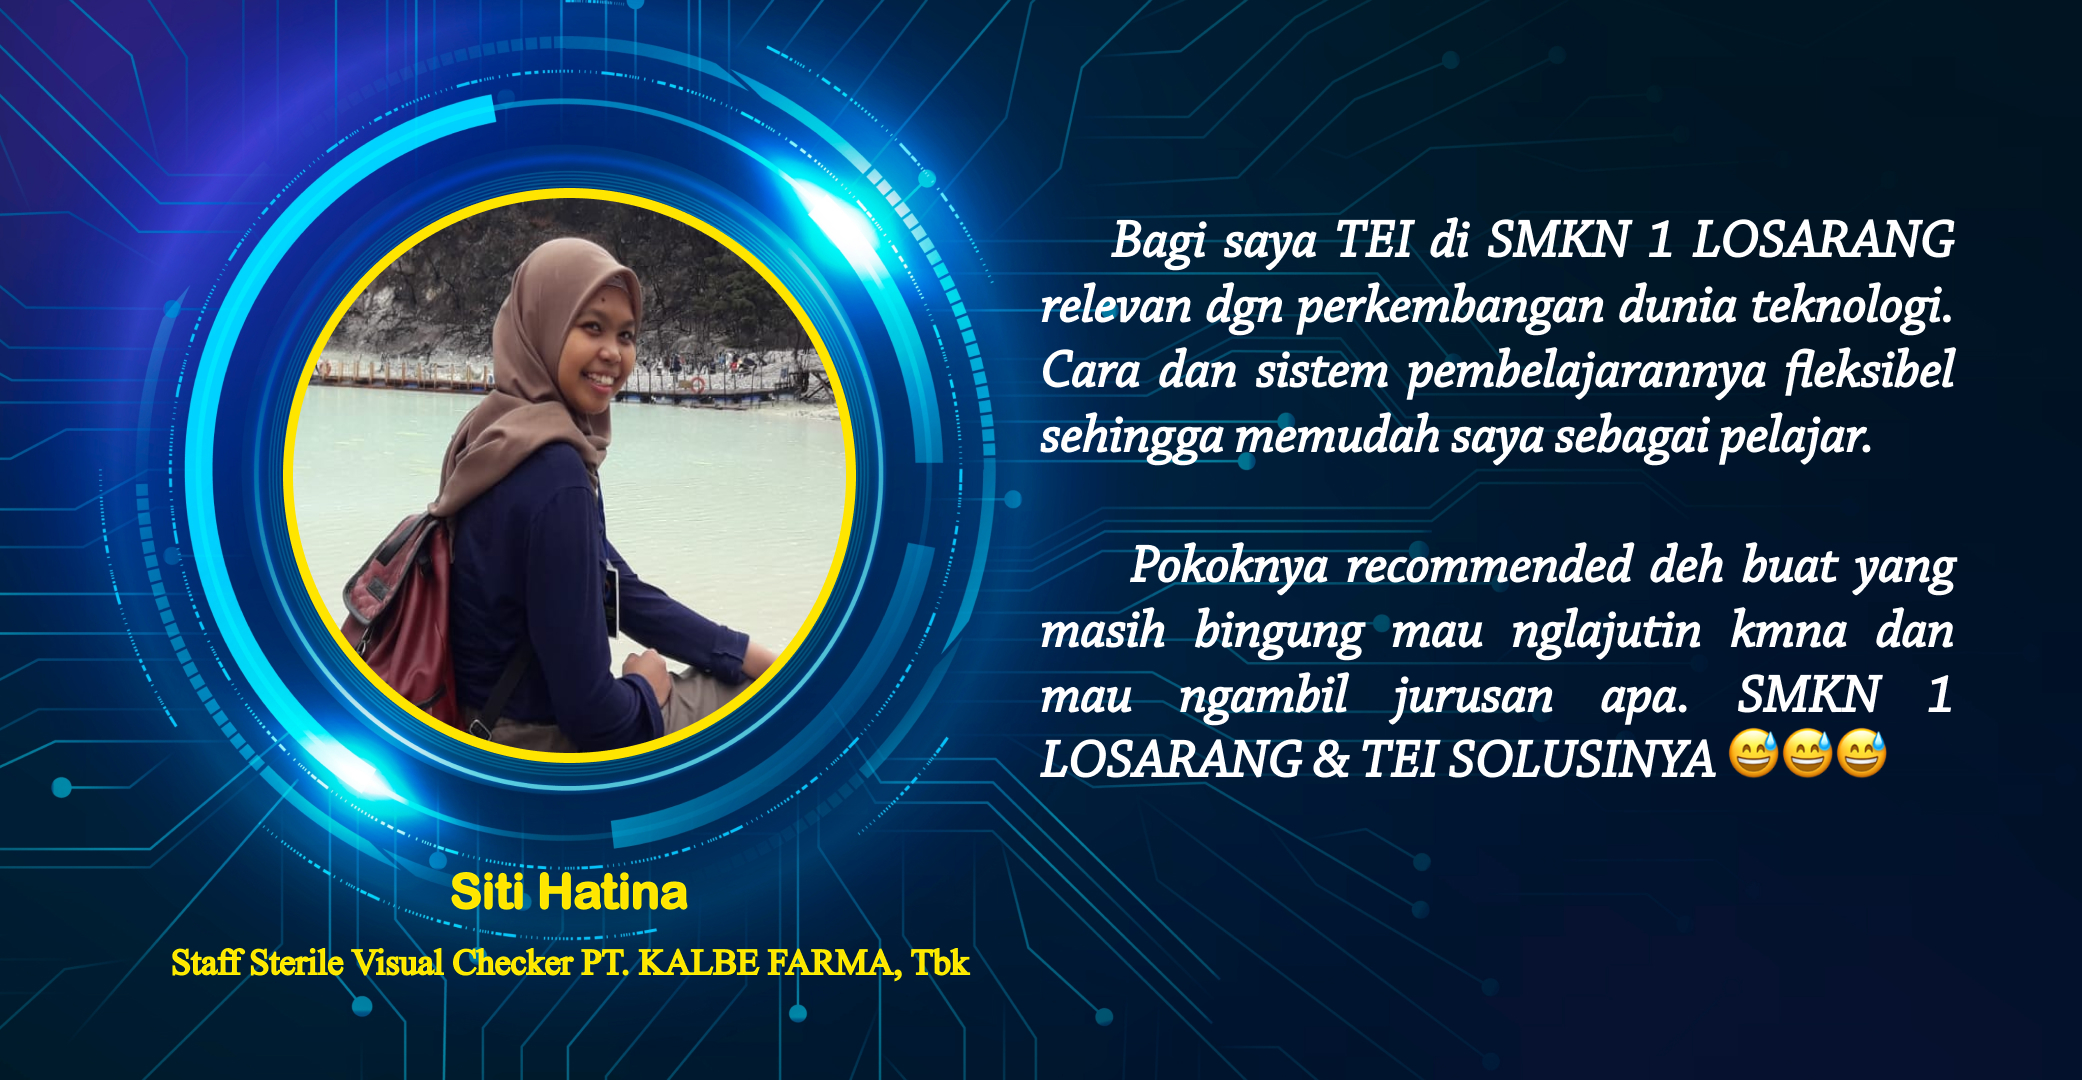 Bagi saya TEI di SMKN 1 LOSARANG
relevan dgn perkembangan dunia teknologi.
Cara dan sistem pembelajarannya fleksibel
sehingga memudah saya sebagai pelajar.
Pokoknya recommended deh buat yang
masih bingung mau nglajutin kmna dan
mau ngambil jurusan apa. SMKN 1
LOSARANG & TEI SOLUSINYA 😅😅😅
Siti Hatina
Staff Sterile Visual Checker PT. KALBE FARMA, Tbk